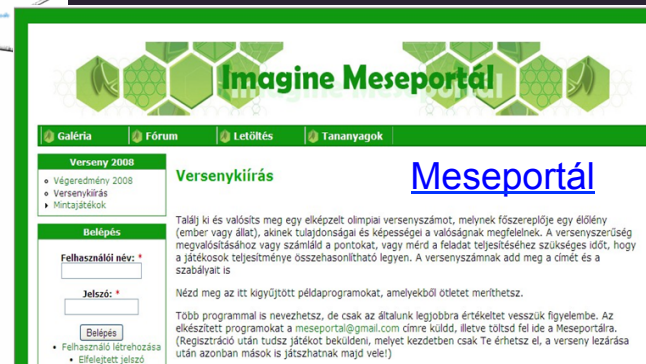 Imagine Meseportál
Galéria
Fórum
Letöltés
Tananyagok
Verseny 2008
Végeredmény 2008
Versenykiírás
Mintajátékok
Belépés
Felhasználói név: *
Jelszó: *
Belépés
Felhasználó létrehozása
Elfelejtett jelszó
Versenykiírás
Meseportál
Találj ki és valósíts meg egy elképzelt olimpiai versenyszámot, melynek főszereplője egy élőlény
(ember vagy állat), akinek tulajdonságai és képességei a valóságnak megfelelnek. A versenyszerűség
megvalósításához vagy számláld a pontokat, vagy mérd a feladat teljesítéséhez szükséges időt, hogy
a játékosok teljesítménye összehasonlítható legyen. A versenyszámnak add meg a címét és a
szabályait is
Nézd meg az itt kigyűjtött példaprogramokat, amelyekből ötletet meríthetsz.
Több programmal is nevezhetsz, de csak az általunk legjobbra értékeltet vesszük figyelembe. Az
elkészített programokat a meseportal@gmail.com címre küldd, illetve töltsd fel ide a Meseportálra.
(Regisztráció után tudsz játékot beküldeni, melyet kezdetben csak Te érhetsz el, a verseny lezárása
után azonban mások is játszhatnak majd vele!)